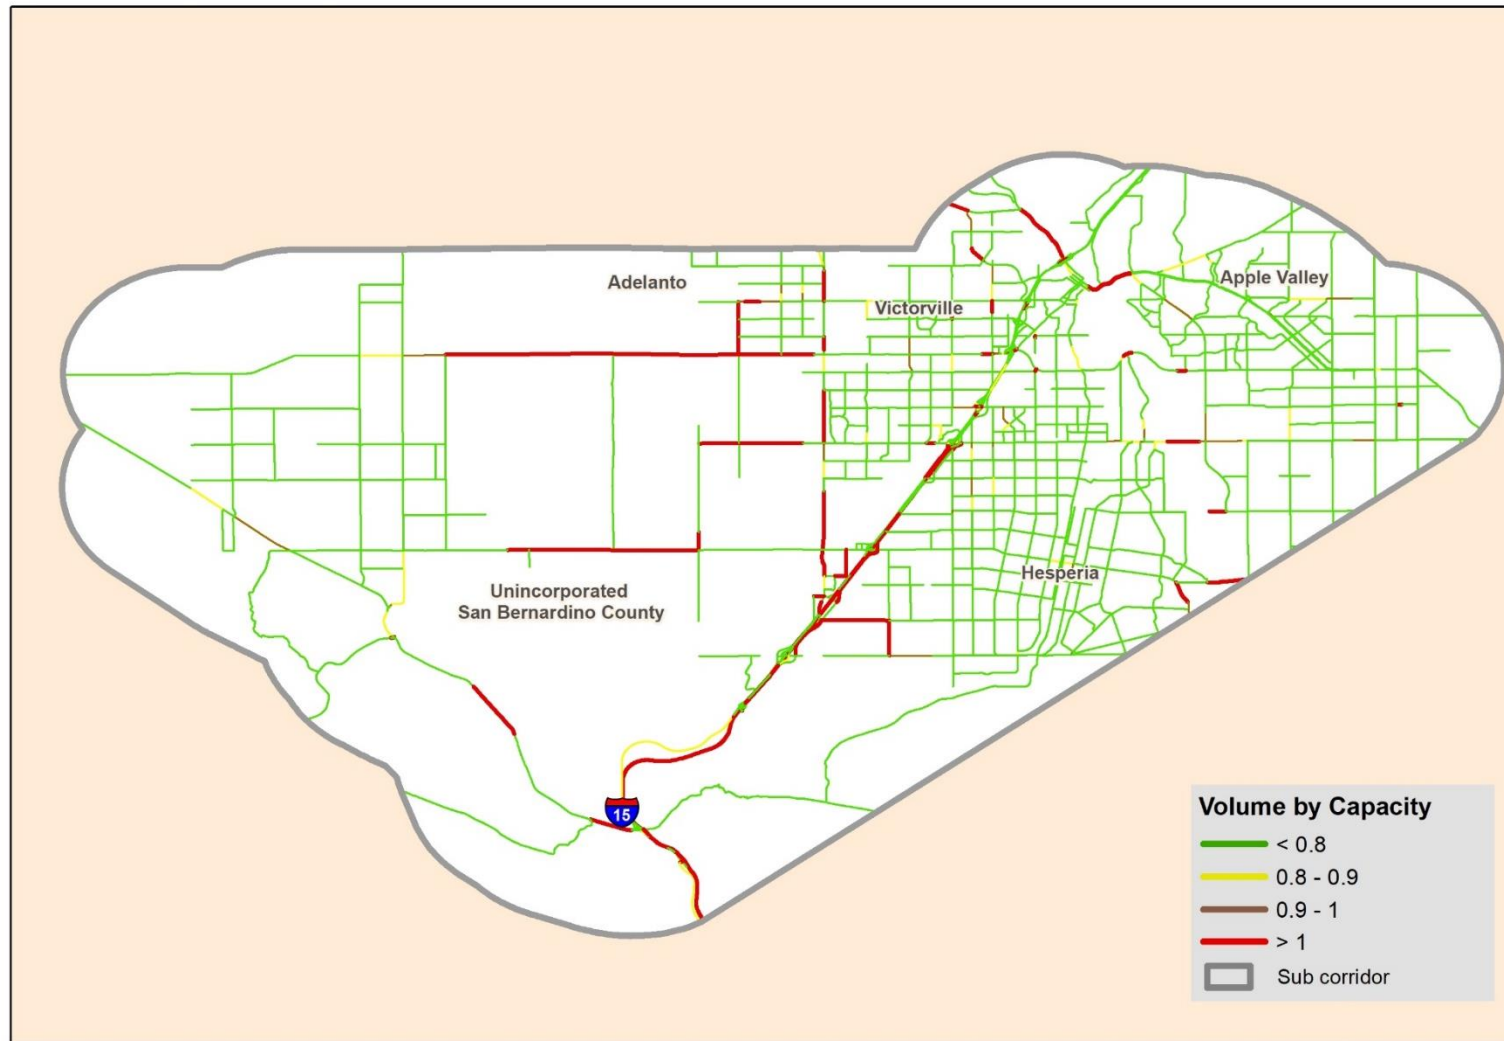 Adelanto
Apple Valley
Victorville
Hesperia
Unincorporated
San Bernardino County
15
Volume by Capacity
< 0.8
0.8 - 0.9
0.9 - 1
> 1
Sub corridor